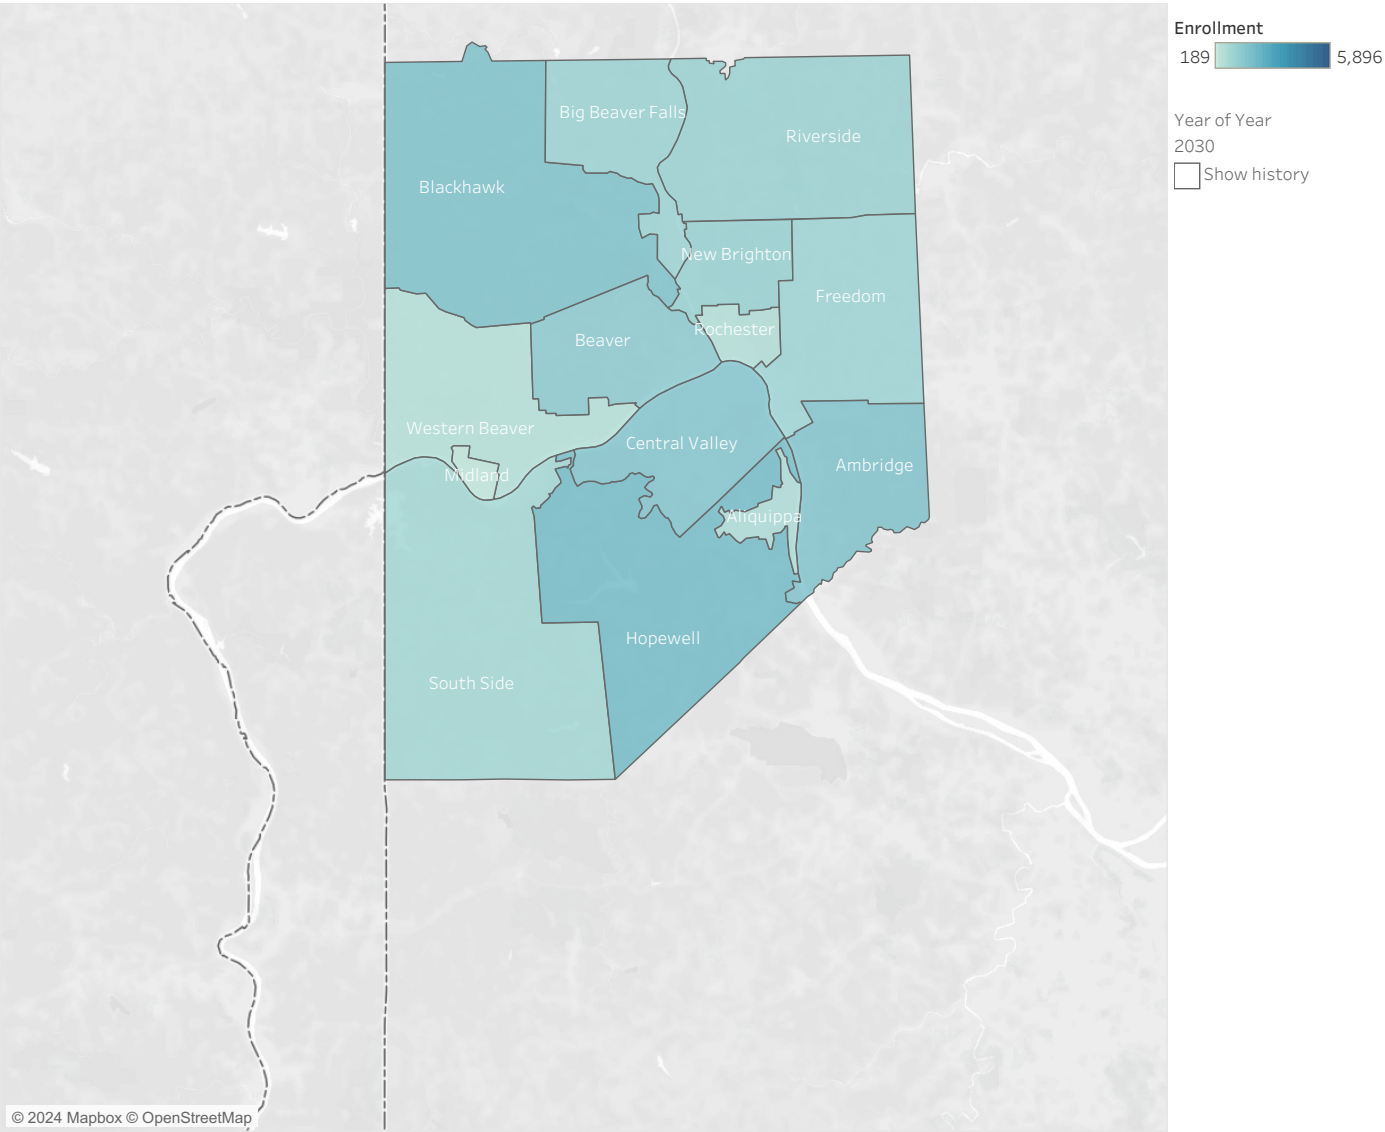 Enrollment
189 5,896
Year of Year
2030
Show history
Big Beaver Falls
Riverside
Blackhawk
New Brighton
Freedom
Rochester
Beaver
Western Beaver
Central Valley
Ambridge
Midland
Aliquippa
Hopewell
South Side
© 2024 Mapbox © OpenStreetMap